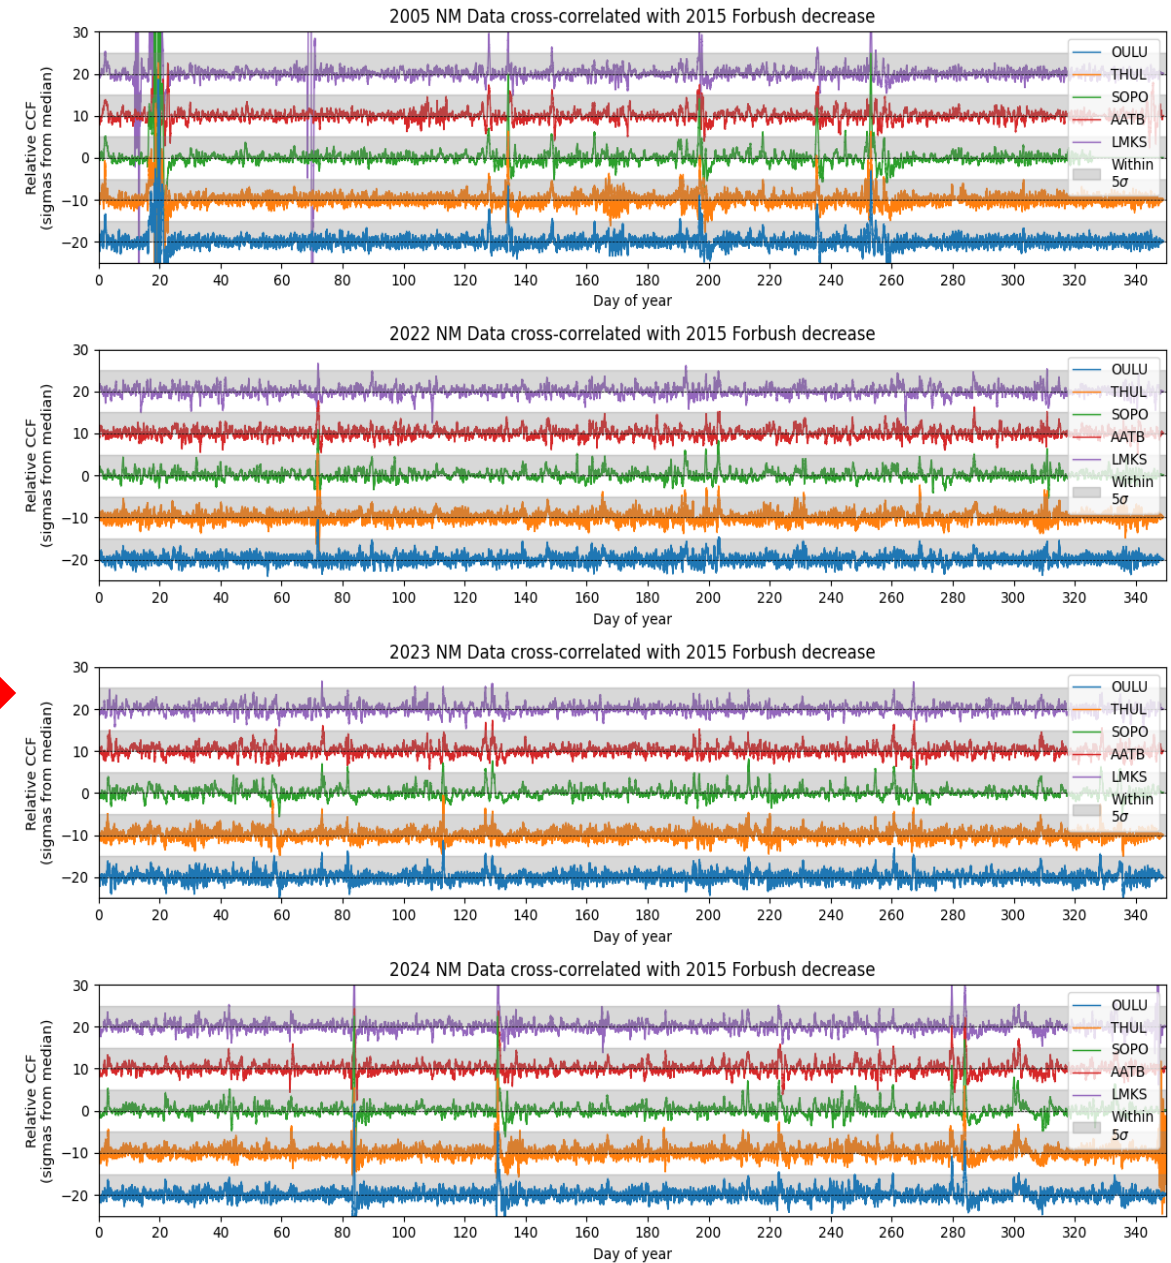 2005 NM Data cross-correlated with 2015 Forbush decrease
Relative CCF
(sigmas from median)
30
20
10
0
−10
−20
OULU
THUL
SOPO
AATB
LMKS
Within
5σ
0 20 40 60 80 100 120 140 160 180 200 220 240 260 280 300 320 340
Day of year
2022 NM Data cross-correlated with 2015 Forbush decrease
Relative CCF
(sigmas from median)
30
20
10
0
−10
−20
OULU
THUL
SOPO
AATB
LMKS
Within
5σ
0 20 40 60 80 100 120 140 160 180 200 220 240 260 280 300 320 340
Day of year
2023 NM Data cross-correlated with 2015 Forbush decrease
Relative CCF
(sigmas from median)
30
20
10
0
−10
−20
OULU
THUL
SOPO
AATB
LMKS
Within
5σ
0 20 40 60 80 100 120 140 160 180 200 220 240 260 280 300 320 340
Day of year
2024 NM Data cross-correlated with 2015 Forbush decrease
Relative CCF
(sigmas from median)
30
20
10
0
−10
−20
OULU
THUL
SOPO
AATB
LMKS
Within
5σ
0 20 40 60 80 100 120 140 160 180 200 220 240 260 280 300 320 340
Day of year